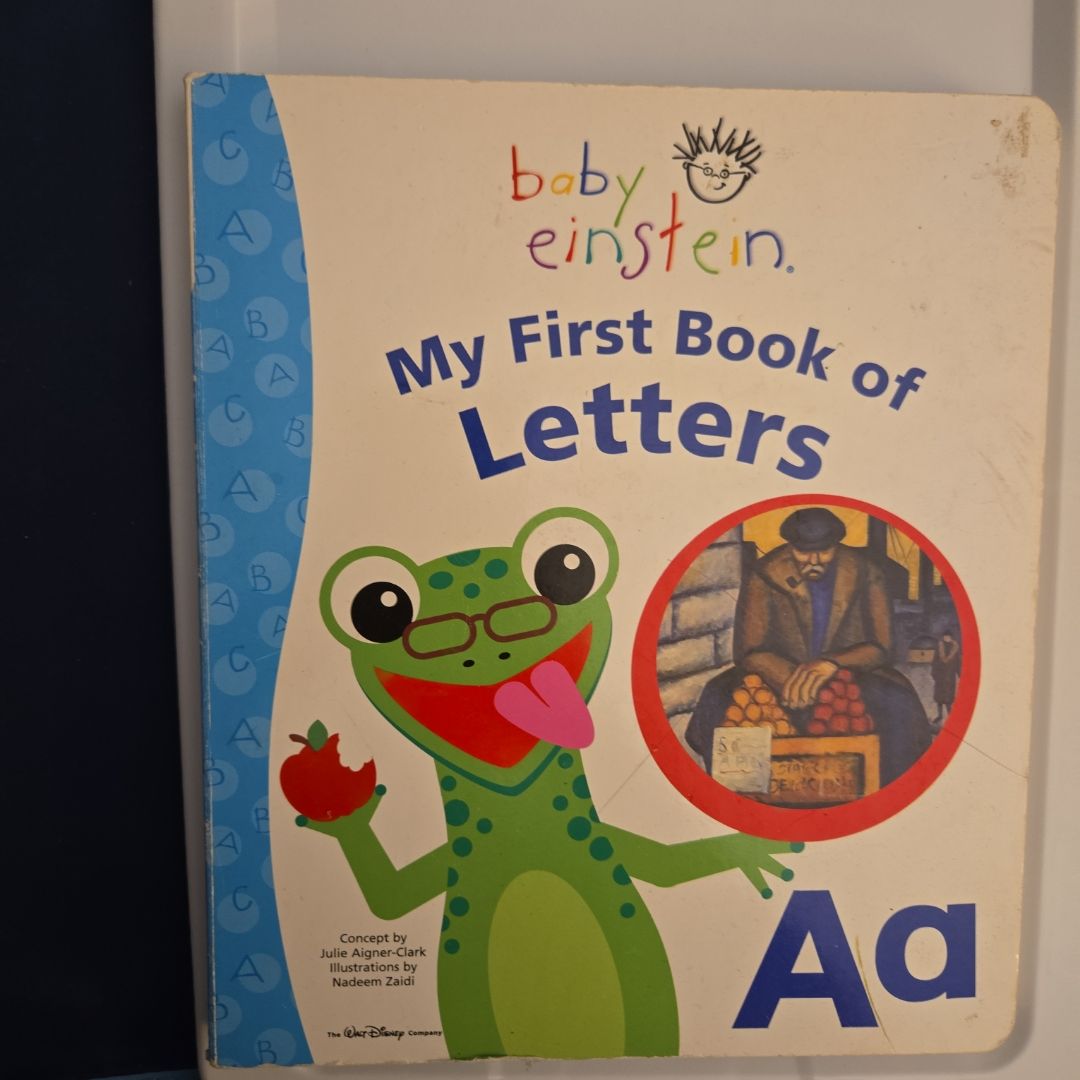 baby
einstein®
My First Book of
Letters
Concept by
Julie Aigner-Clark
Illustrations by
Nadeem Zaidi
The Walt Disney Company
Aa